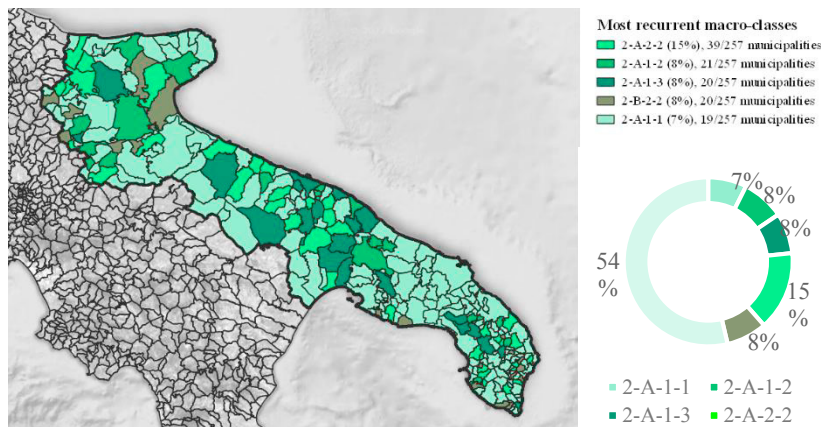 Most recurrent macro-classes
2-A-2-2 (15%), 39/257 municipalities
2-A-1-2 (8%), 21/257 municipalities
2-A-1-3 (8%), 20/257 municipalities
2-B-2-2 (8%), 20/257 municipalities
2-A-1-1 (7%), 19/257 municipalities
7%
8%
8%
54
%
15
%
8%
2-A-1-1 2-A-1-2
2-A-1-3 2-A-2-2